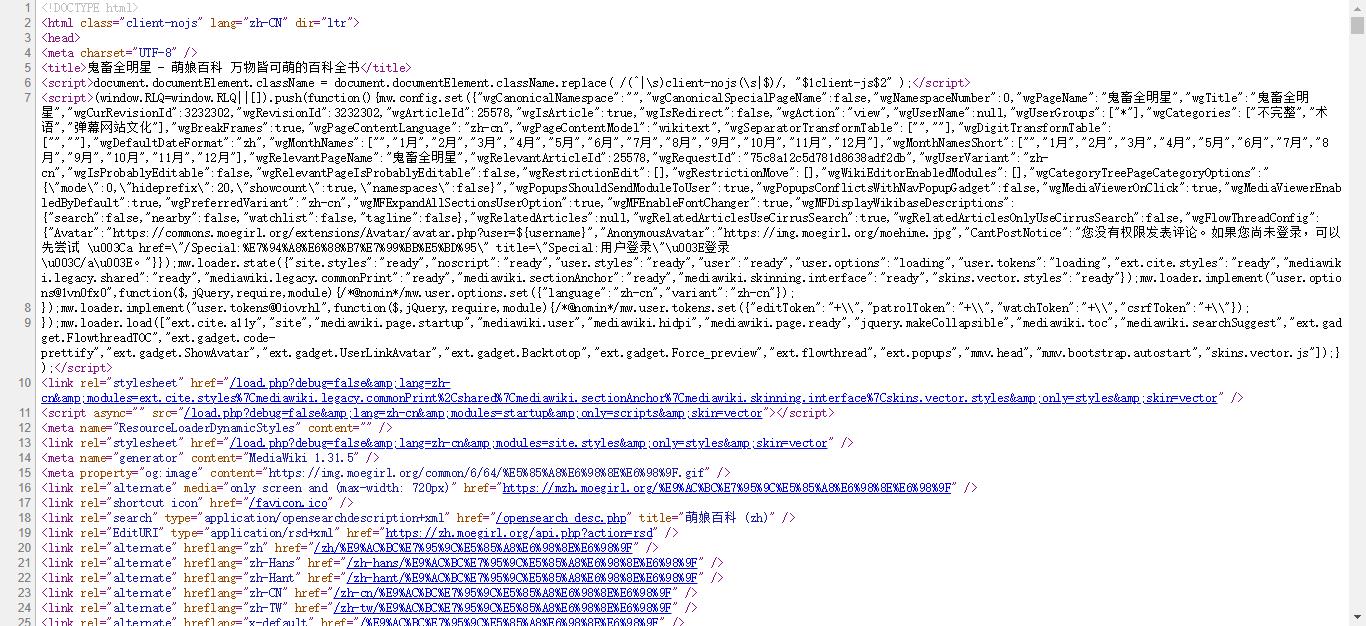 1 <!DOCTYPE html>
2 <html class="client-nojs" lang="zh-CN" dir="ltr">
3 <head>
4 <meta charset="UTF-8" />
5 <title>鬼畜全明星 - 萌娘百科 万物皆可萌的百科全书</title>
6 <script>document.documentElement.className = document.documentElement.className.replace( /(^|\s)client-nojs(\s|$)/, "$1client-js$2" );</script>
7 <script>(window.RLQ=window.RLQ||[]).push(function(){mw.config.set({"wgCanonicalNamespace":"","wgCanonicalSpecialPageName":false,"wgNamespaceNumber":0,"wgPageName":"鬼畜全明星","wgTitle":"鬼畜全明
星","wgCurRevisionId":3232302,"wgRevisionId":3232302,"wgArticleId":25578,"wgIsArticle":true,"wgIsRedirect":false,"wgAction":"view","wgUserName":null,"wgUserGroups":["*"],"wgCategories":["不完整","术
语","弹幕网站文化"],"wgBreakFrames":true,"wgPageContentLanguage":"zh-cn","wgPageContentModel":"wikitext","wgSeparatorTransformTable":["",""],"wgDigitTransformTable":
["",""],"wgDefaultDateFormat":"zh","wgMonthNames":["","1月","2月","3月","4月","5月","6月","7月","8月","9月","10月","11月","12月"],"wgMonthNamesShort":["","1月","2月","3月","4月","5月","6月","7月","8
月","9月","10月","11月","12月"],"wgRelevantPageName":"鬼畜全明星","wgRelevantArticleId":25578,"wgRequestId":"75c8a12c5d781d8638adf2db","wgUserVariant":"zh-
cn","wgIsProbablyEditable":false,"wgRelevantPageIsProbablyEditable":false,"wgRestrictionEdit":[],"wgRestrictionMove":[],"wgWikiEditorEnabledModules":[],"wgCategoryTreePageCategoryOptions":"
{\"mode\":0,\"hideprefix\":20,\"showcount\":true,\"namespaces\":false}","wgPopupsShouldSendModuleToUser":true,"wgPopupsConflictsWithNavPopupGadget":false,"wgMediaViewerOnClick":true,"wgMediaViewerEnab
ledByDefault":true,"wgPreferredVariant":"zh-cn","wgMFExpandAllSectionsUserOption":true,"wgMFEnableFontChanger":true,"wgMFDisplayWikibaseDescriptions":
{"search":false,"nearby":false,"watchlist":false,"tagline":false},"wgRelatedArticles":null,"wgRelatedArticlesUseCirrusSearch":true,"wgRelatedArticlesOnlyUseCirrusSearch":false,"wgFlowThreadConfig":
{"Avatar":"https://commons.moegirl.org/extensions/Avatar/avatar.php?user=${username}","AnonymousAvatar":"https://img.moegirl.org/moehime.jpg","CantPostNotice":"您没有权限发表评论。如果您尚未登录，可以
先尝试 \u003Ca href=\"/Special:%E7%94%A8%E6%88%B7%E7%99%BB%E5%BD%95\" title=\"Special:用户登录\"\u003E登录
\u003C/a\u003E。"}});mw.loader.state({"site.styles":"ready","noscript":"ready","user.styles":"ready","user":"ready","user.options":"loading","user.tokens":"loading","ext.cite.styles":"ready","mediawik
i.legacy.shared":"ready","mediawiki.legacy.commonPrint":"ready","mediawiki.sectionAnchor":"ready","mediawiki.skinning.interface":"ready","skins.vector.styles":"ready"});mw.loader.implement("user.optio
ns@1vn0fx0",function($,jQuery,require,module){/*@nomin*/mw.user.options.set({"language":"zh-cn","variant":"zh-cn"});
8 });mw.loader.implement("user.tokens@0iovrhl",function($,jQuery,require,module){/*@nomin*/mw.user.tokens.set({"editToken":"+\\","patrolToken":"+\\","watchToken":"+\\","csrfToken":"+\\"});
9 });mw.loader.load(["ext.cite.a11y","site","mediawiki.page.startup","mediawiki.user","mediawiki.hidpi","mediawiki.page.ready","jquery.makeCollapsible","mediawiki.toc","mediawiki.searchSuggest","ext.gad
get.FlowthreadTOC","ext.gadget.code-
prettify","ext.gadget.ShowAvatar","ext.gadget.UserLinkAvatar","ext.gadget.Backtotop","ext.gadget.Force_preview","ext.flowthread","ext.popups","mmv.head","mmv.bootstrap.autostart","skins.vector.js"]);}
);</script>
10 <link rel="stylesheet" href="/load.php?debug=false&amp;lang=zh-
cn&amp;modules=ext.cite.styles%7Cmediawiki.legacy.commonPrint%2Cshared%7Cmediawiki.sectionAnchor%7Cmediawiki.skinning.interface%7Cskins.vector.styles&amp;only=styles&amp;skin=vector" />
11 <script async="" src="/load.php?debug=false&amp;lang=zh-cn&amp;modules=startup&amp;only=scripts&amp;skin=vector"></script>
12 <meta name="ResourceLoaderDynamicStyles" content="" />
13 <link rel="stylesheet" href="/load.php?debug=false&amp;lang=zh-cn&amp;modules=site.styles&amp;only=styles&amp;skin=vector" />
14 <meta name="generator" content="MediaWiki 1.31.5" />
15 <meta property="og:image" content="https://img.moegirl.org/common/6/64/%E5%85%A8%E6%98%8E%E6%98%9F.gif" />
16 <link rel="alternate" media="only screen and (max-width: 720px)" href="https://mzh.moegirl.org/%E9%AC%BC%E7%95%9C%E5%85%A8%E6%98%8E%E6%98%9F" />
17 <link rel="shortcut icon" href="/favicon.ico" />
18 <link rel="search" type="application/opensearchdescription+xml" href="/opensearch_desc.php" title="萌娘百科 (zh)" />
19 <link rel="EditURI" type="application/rsd+xml" href="https://zh.moegirl.org/api.php?action=rsd" />
20 <link rel="alternate" hreflang="zh" href="/zh/%E9%AC%BC%E7%95%9C%E5%85%A8%E6%98%8E%E6%98%9F" />
21 <link rel="alternate" hreflang="zh-Hans" href="/zh-hans/%E9%AC%BC%E7%95%9C%E5%85%A8%E6%98%8E%E6%98%9F" />
22 <link rel="alternate" hreflang="zh-Hant" href="/zh-hant/%E9%AC%BC%E7%95%9C%E5%85%A8%E6%98%8E%E6%98%9F" />
23 <link rel="alternate" hreflang="zh-CN" href="/zh-cn/%E9%AC%BC%E7%95%9C%E5%85%A8%E6%98%8E%E6%98%9F" />
24 <link rel="alternate" hreflang="zh-TW" href="/zh-tw/%E9%AC%BC%E7%95%9C%E5%85%A8%E6%98%8E%E6%98%9F" />
25 <link rel="alternate" hreflang="x-default" href="/%E9%AC%BC%E7%95%9C%E5%85%A8%E6%98%8E%E6%98%9F" />